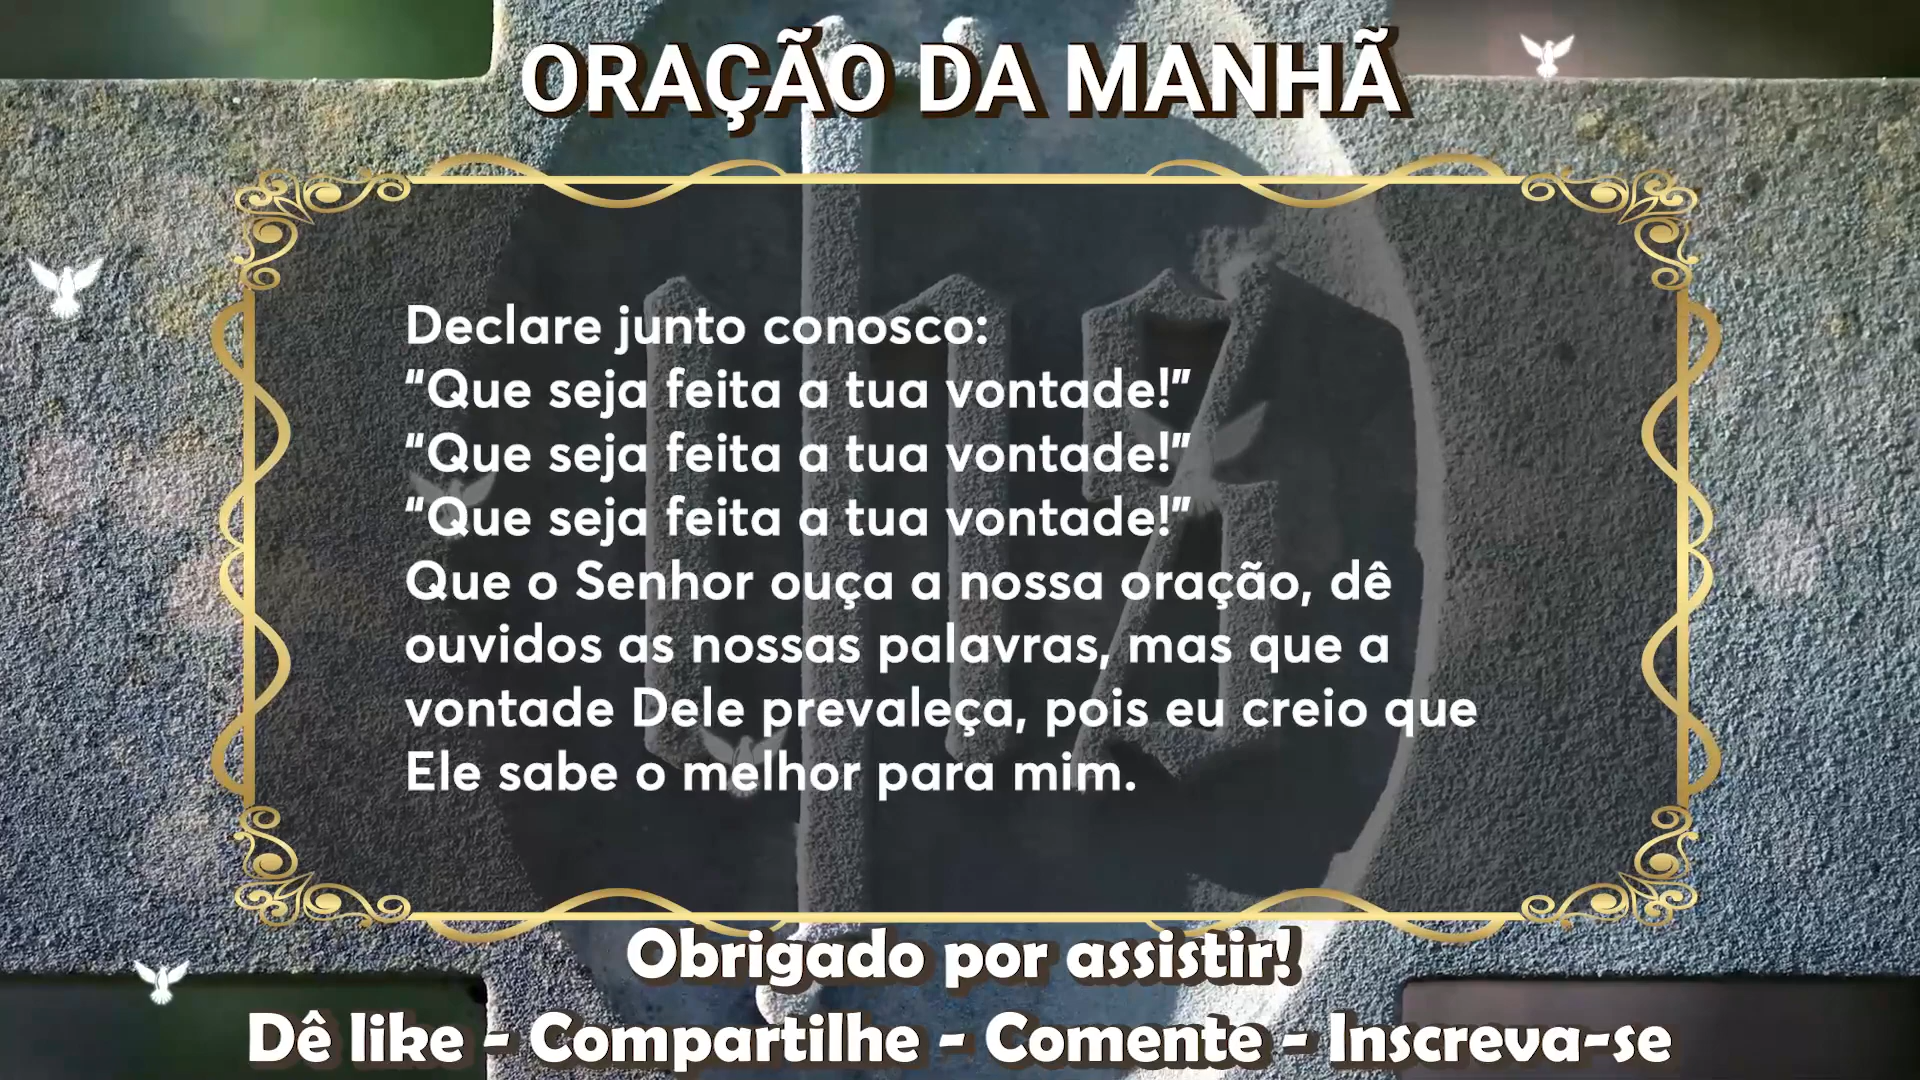 ORAÇÃO DA MANHÃ
Declare junto conosco:
“Que seja feita a tua vontade!”
“Que seja feita a tua vontade!”
“Que seja feita a tua vontade!”
Que o Senhor ouça a nossa oração, dê
ouvidos as nossas palavras, mas que a
vontade Dele prevaleça, pois eu creio que
Ele sabe o melhor para mim.
Obrigado por assistir!
Dê like - Compartilhe - Comente - Inscreva-se